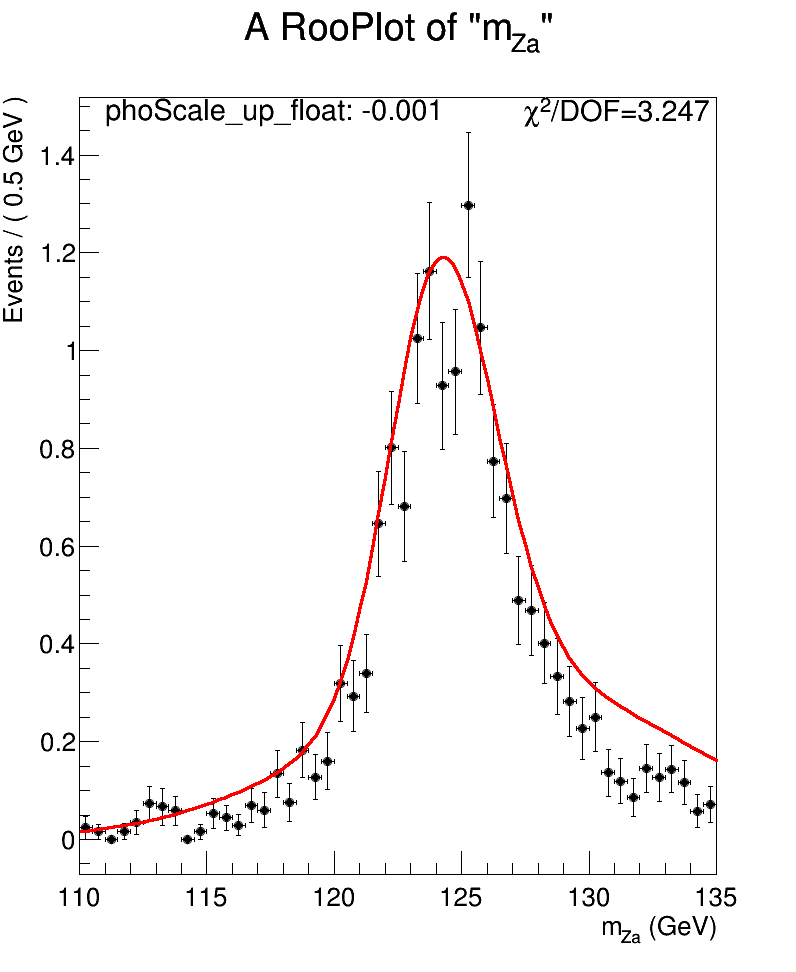 A RooPlot of "m_Za"
phoScale_up_float: -0.001
χ²/DOF=3.247
Events / ( 0.5 GeV )
1.4
1.2
1
0.8
0.6
0.4
0.2
0
110 115 120 125 130 135
m_Za (GeV)